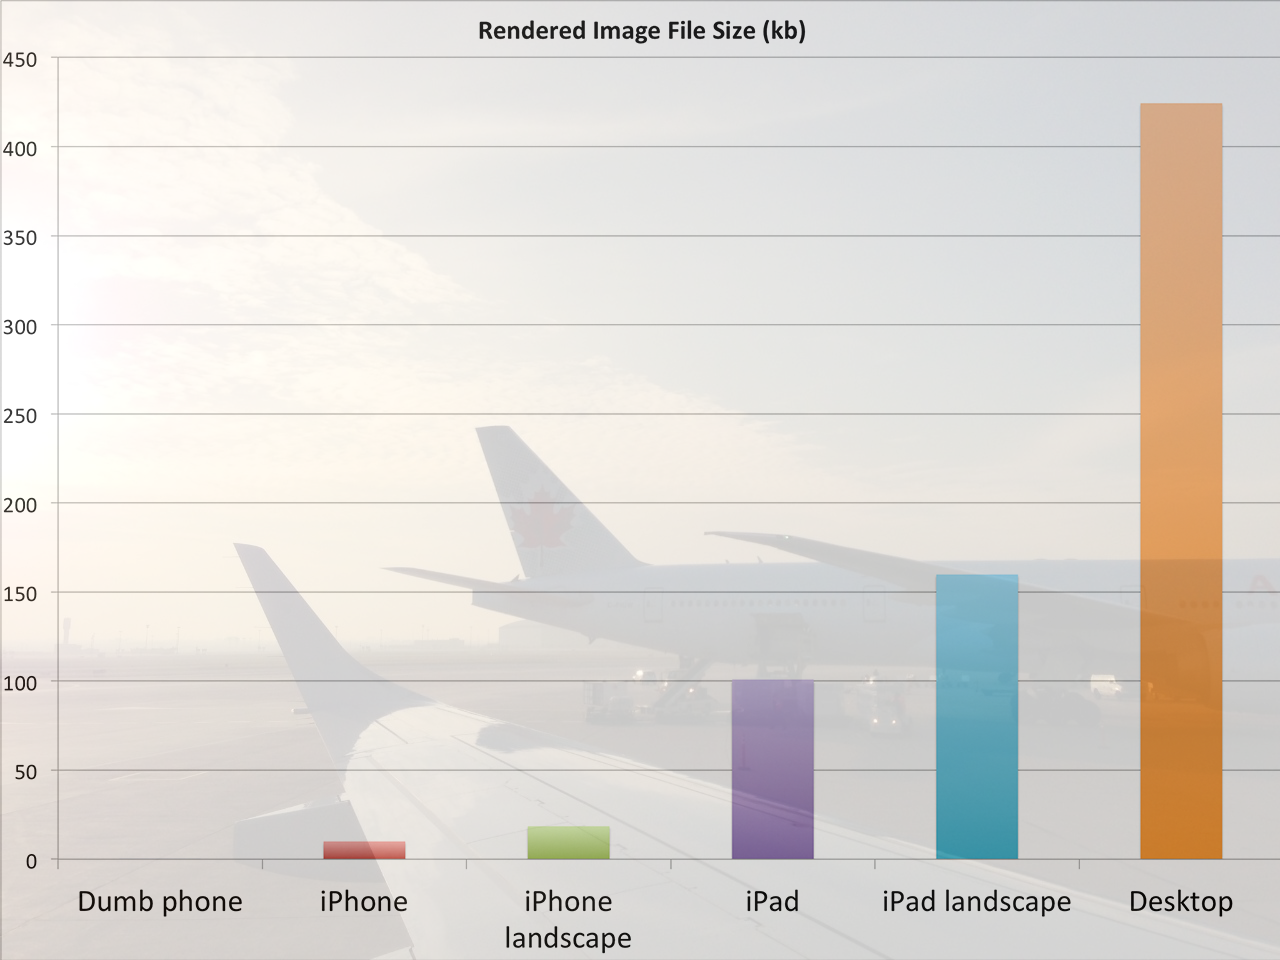 Rendered Image File Size (kb)
450
400
350
300
250
200
150
100
50
0
Dumb phone
iPhone
iPhone
landscape
iPad
iPad landscape
Desktop